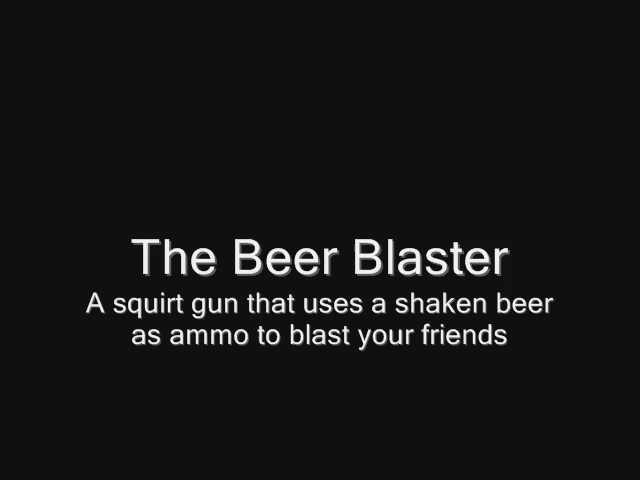 The Beer Blaster
A squirt gun that uses a shaken beer
as ammo to blast your friends